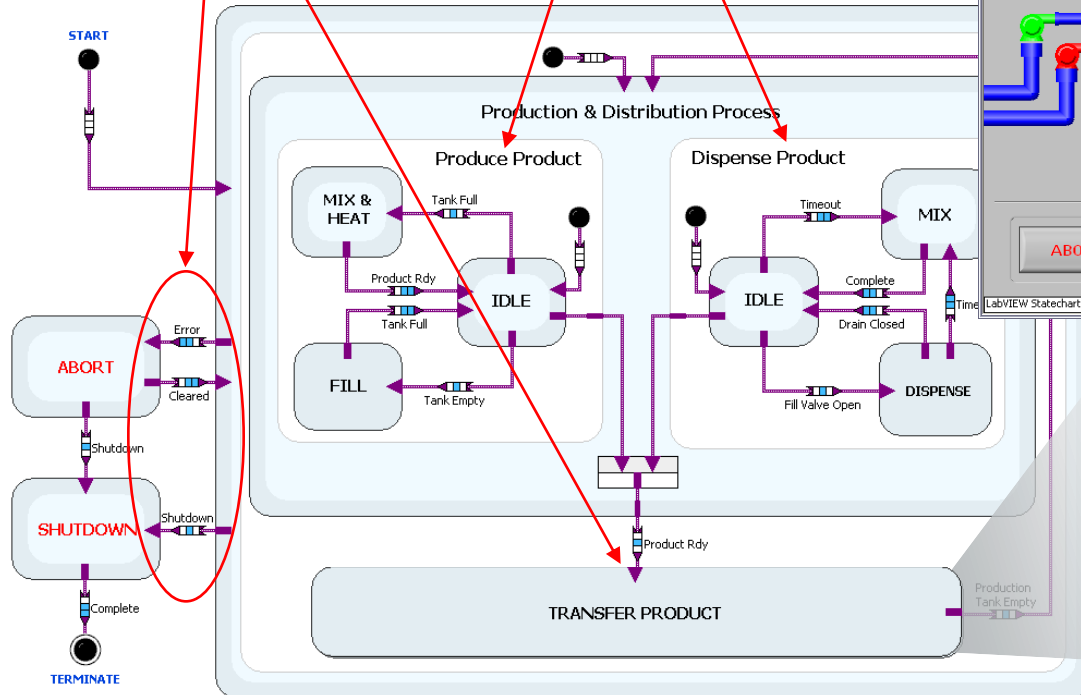 START
Production & Distribution Process
Produce Product
Dispense Product
MIX &
HEAT
Tank Full
Timeout
MIX
Product Rdy
IDLE
Tank Full
IDLE
Complete
Drain Closed
FILL
Tank Empty
Fill Valve Open
DISPENSE
LabVIEW Statechart
Error
ABORT
Cleared
Shutdown
SHUTDOWN
Shutdown
Complete
TERMINATE
Product Rdy
TRANSFER PRODUCT
Production
Tank Empty